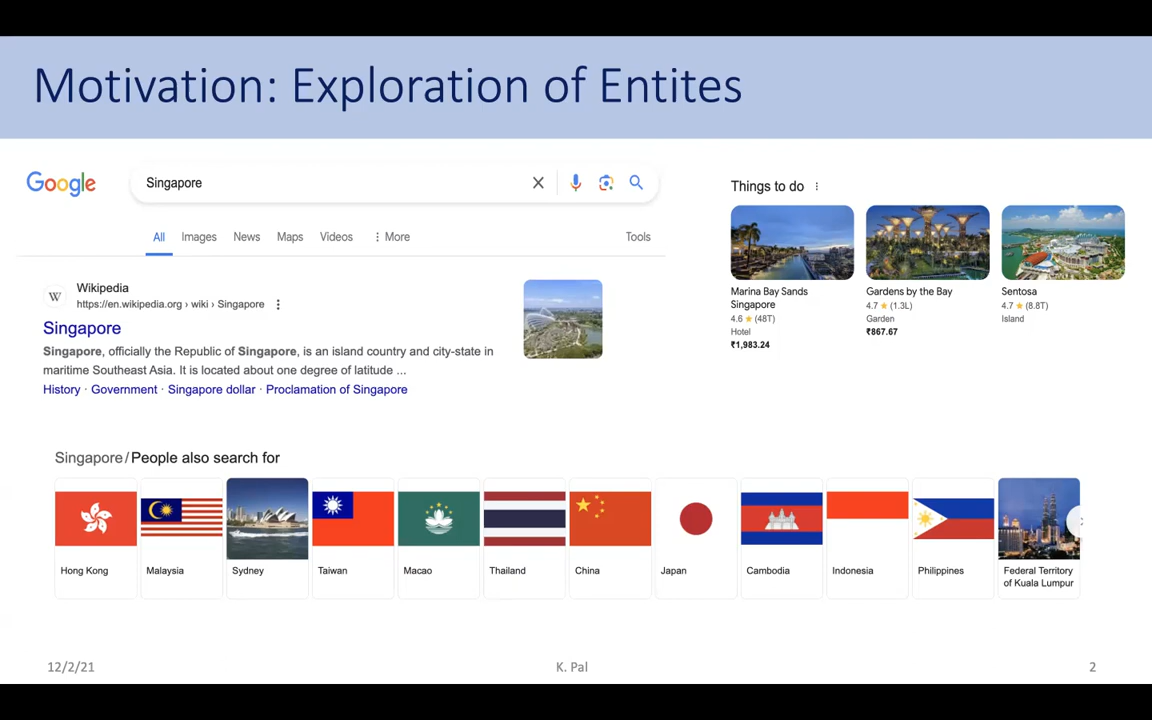 Motivation: Exploration of Entites
Google
Singapore
All Images News Maps Videos More Tools
W
Wikipedia
https://en.wikipedia.org › wiki › Singapore
Singapore
Singapore, officially the Republic of Singapore, is an island country and city-state in
maritime Southeast Asia. It is located about one degree of latitude ...
History · Government · Singapore dollar · Proclamation of Singapore
Things to do
Marina Bay Sands
Singapore
4.6 ★ (48T)
Hotel
₹1,983.24
Gardens by the Bay
4.7 ★ (1.3L)
Garden
₹867.67
Sentosa
4.7 ★ (8.8T)
Island
Singapore / People also search for
Hong Kong
Malaysia
Sydney
Taiwan
Macao
Thailand
China
Japan
Cambodia
Indonesia
Philippines
Federal Territory
of Kuala Lumpur
12/2/21
K. Pal
2